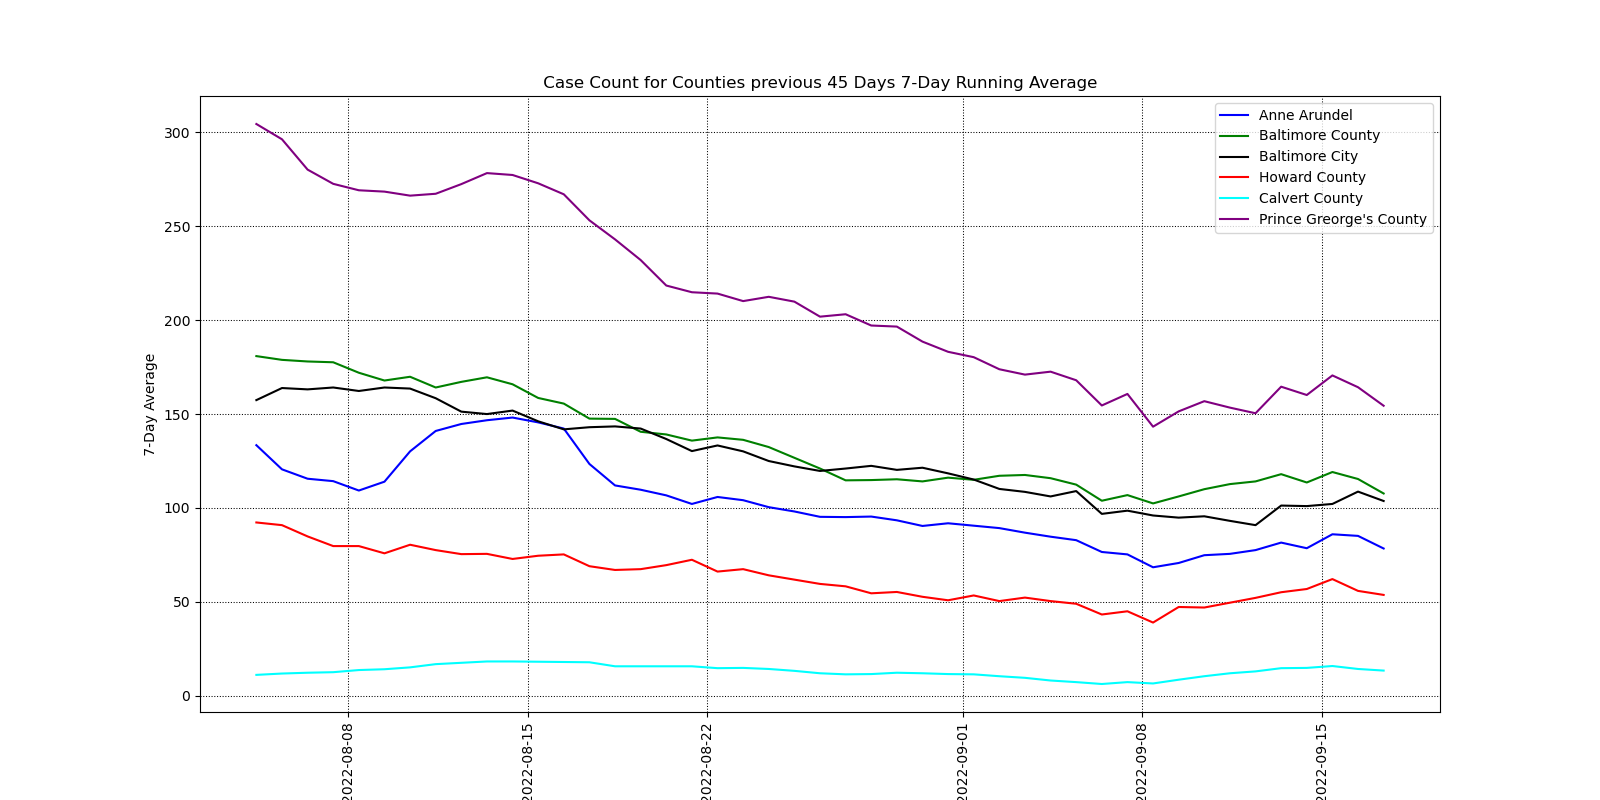 Case Count for Counties previous 45 Days 7-Day Running Average
Anne Arundel
Baltimore County
Baltimore City
Howard County
Calvert County
Prince Greorge's County
7-Day Average
300
250
200
150
100
50
0
2022-08-08
2022-08-15
2022-08-22
2022-09-01
2022-09-08
2022-09-15